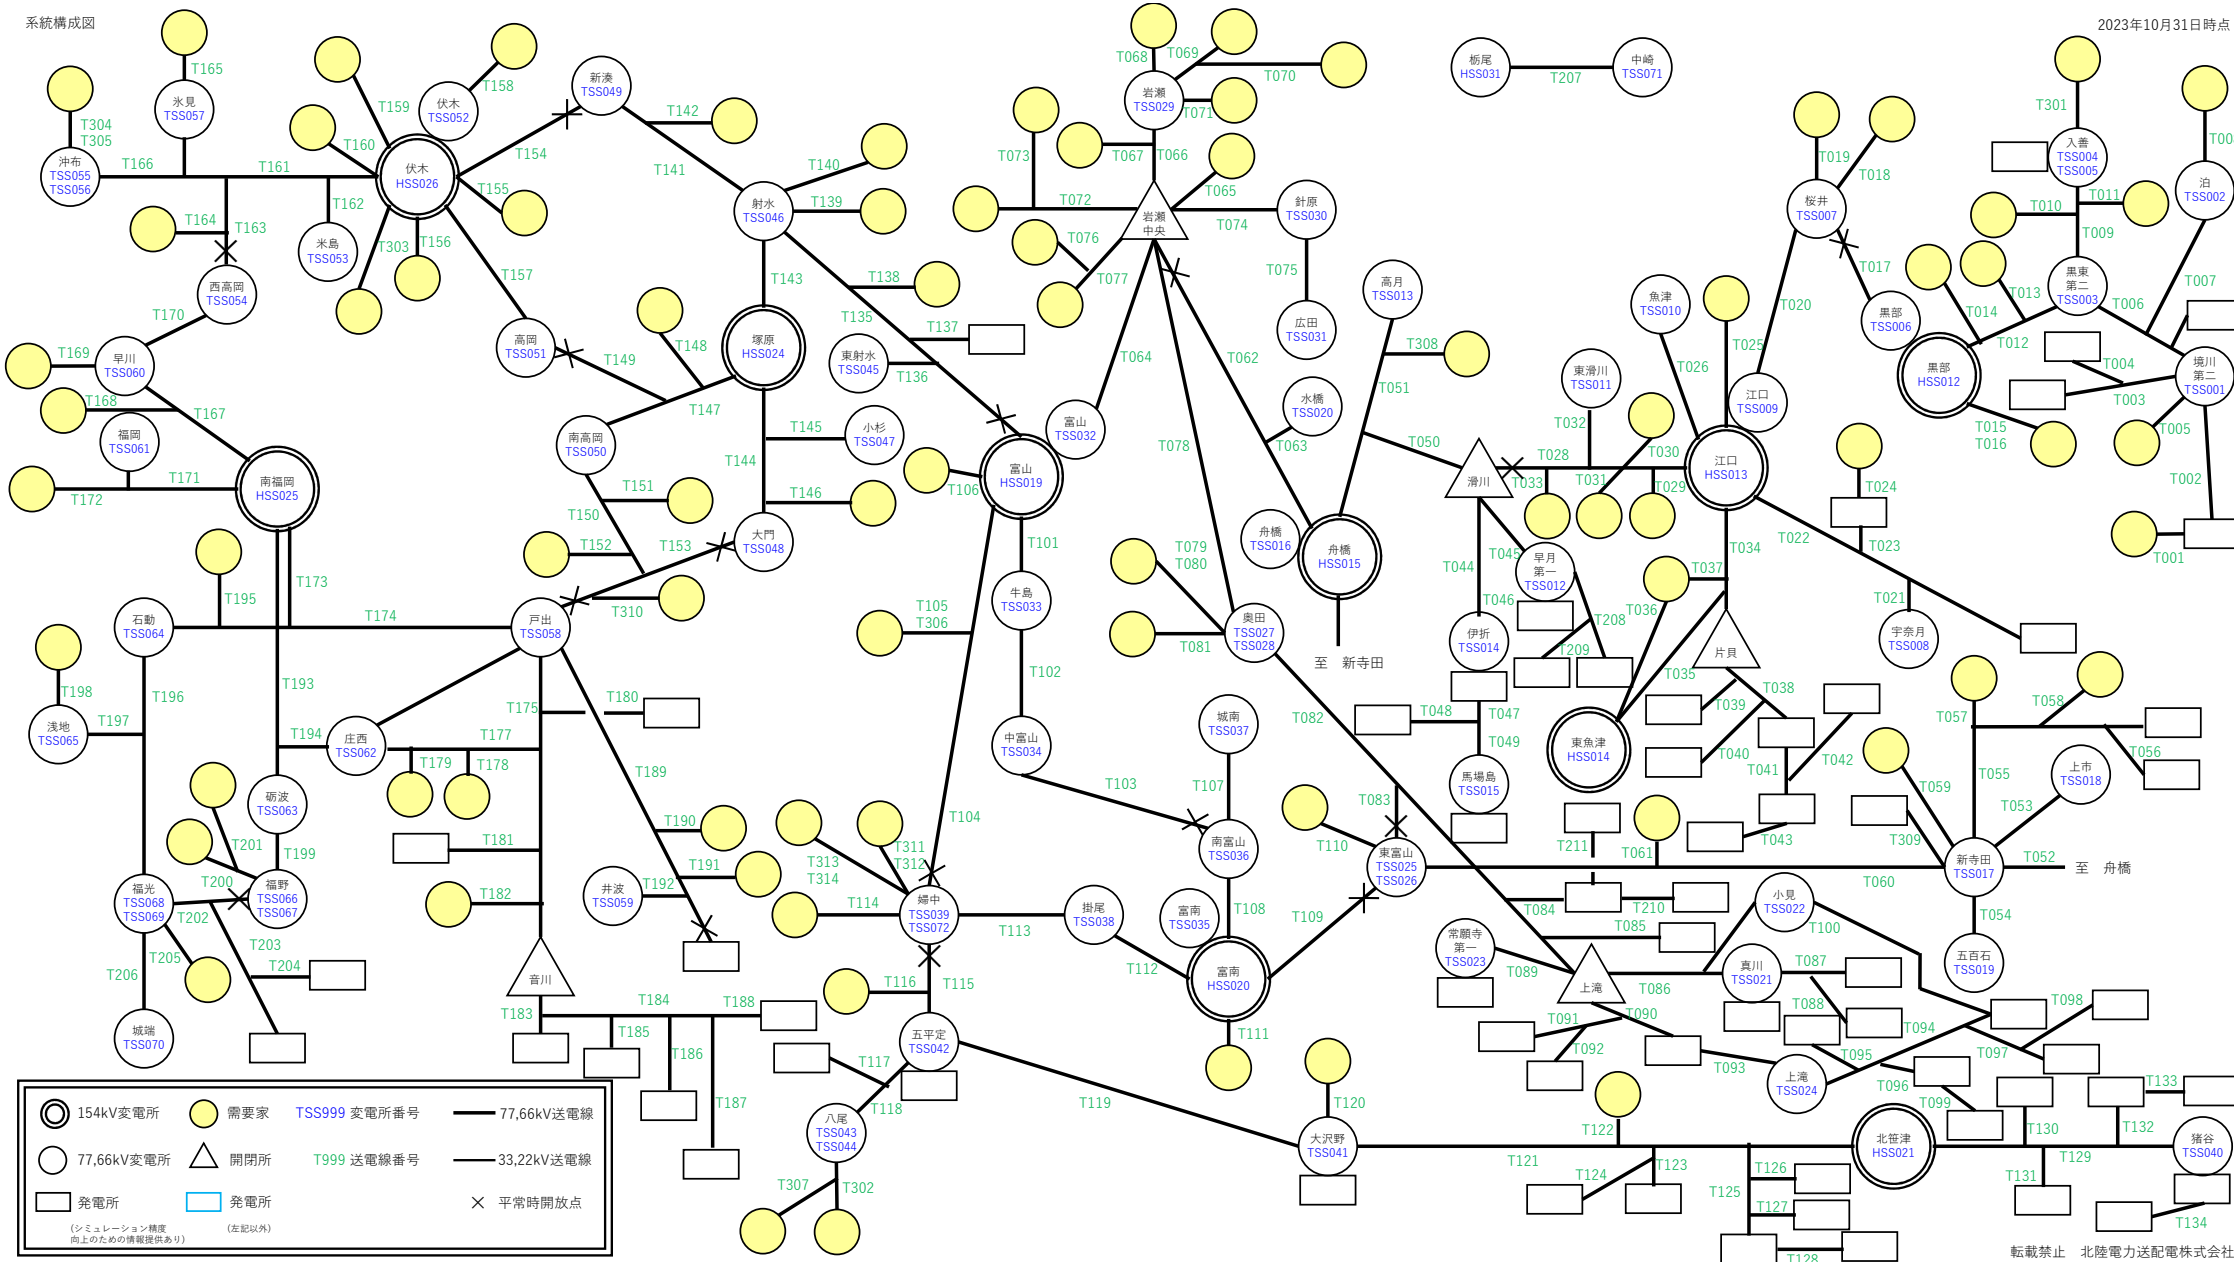 系統構成図
2023年10月31日時点
T165
氷見
TSS057
T304
T305
沖布
TSS055
TSS056
T166
T161
T159
T160
伏木
TSS052
T158
伏木
HSS026
新湊
TSS049
T154
T155
T142
T141
T164
T163
T162
米島
TSS053
T303
T156
T157
西高岡
TSS054
T170
T169
早川
TSS060
T168
T167
福岡
TSS061
T171
T172
南福岡
HSS025
高岡
TSS051
T149
T148
T147
T140
T139
射水
TSS046
T143
塚原
HSS024
T138
T135
東射水
TSS045
T137
T136
南高岡
TSS050
T145
小杉
TSS047
T144
T146
T151
T150
T152
T153
大門
TSS048
T310
T195
T173
石動
TSS064
T174
戸出
TSS058
T198
T196
T193
浅地
TSS065
T197
T194
庄西
TSS062
T175
T177
T179
T178
T180
T189
砺波
TSS063
T201
T199
T200
T181
福光
TSS068
TSS069
福野
TSS066
TSS067
T202
T203
T205
T204
T206
城端
TSS070
T182
T190
T191
T192
井波
TSS059
音川
T183
T184
T188
T185
T186
T187
T068
T069
T070
岩瀬
TSS029
T071
T073
T067
T066
T065
T072
岩瀬
中央
T074
針原
TSS030
T076
T077
T075
広田
TSS031
T064
T062
T078
富山
TSS032
富山
HSS019
T106
T101
T063
水橋
TSS020
高月
TSS013
T308
T051
T050
舟橋
TSS016
舟橋
HSS015
至　新寺田
T079
T080
T081
奥田
TSS027
TSS028
T105
T306
牛島
TSS033
T102
中富山
TSS034
T103
T104
T082
城南
TSS037
T107
南富山
TSS036
T108
富南
TSS035
富南
HSS020
T109
T110
T083
東富山
TSS025
TSS026
T111
T112
T113
掛尾
TSS038
婦中
TSS039
TSS072
T313
T314
T311
T312
T114
T115
T116
五平定
TSS042
T117
T118
八尾
TSS043
TSS044
T307
T302
T119
T120
大沢野
TSS041
T121
T122
T123
T124
T125
T126
T127
T128
北笹津
HSS021
T129
T130
T131
T132
T133
T134
猪谷
TSS040
栃尾
HSS031
T207
中崎
TSS071
T301
入善
TSS004
TSS005
T011
T010
T009
泊
TSS002
T007
黒東
第二
TSS003
T006
T013
T014
T012
T019
T018
桜井
TSS007
T017
T020
黒部
TSS006
黒部
HSS012
T015
T016
T004
T003
境川
第二
TSS001
T005
T002
T001
魚津
TSS010
T026
T025
東滑川
TSS011
T032
T030
江口
TSS009
江口
HSS013
滑川
T028
T033
T031
T029
T024
T023
T022
T021
宇奈月
TSS008
T034
T037
T036
T035
片貝
東魚津
HSS014
T038
T039
T040
T041
T042
T043
T044
T045
T046
早月
第一
TSS012
T208
T209
伊折
TSS014
T048
T047
T049
馬場島
TSS015
T211
T061
T060
T084
T210
T085
T057
T058
T055
T056
T059
T309
上市
TSS018
T053
新寺田
TSS017
T052
至　舟橋
T054
五百石
TSS019
常願寺
第一
TSS023
T089
上滝
T086
小見
TSS022
T100
真川
TSS021
T087
T088
T090
T091
T092
T093
上滝
TSS024
T094
T095
T096
T097
T098
T099
154kV変電所
需要家
TSS999 変電所番号
77,66kV送電線
77,66kV変電所
開閉所
T999 送電線番号
33,22kV送電線
発電所
(シミュレーション精度
向上のための情報提供あり)
発電所
(左記以外)
平常時開放点
転載禁止　北陸電力送配電株式会社